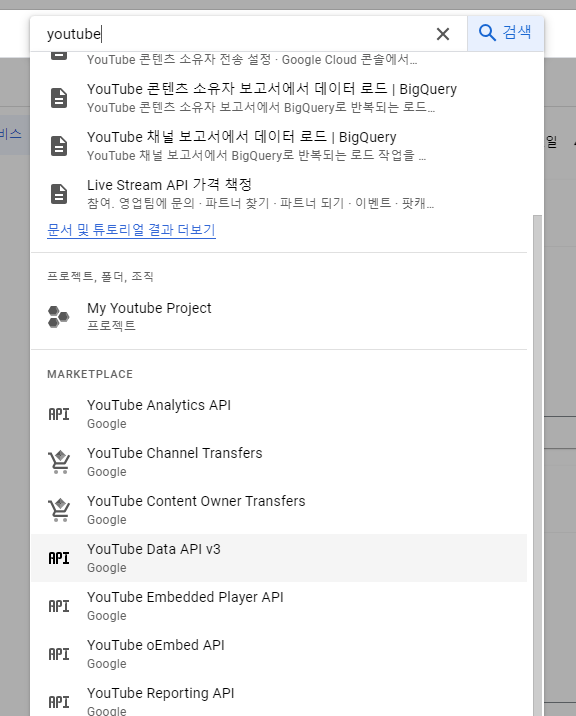 youtube
검색
YouTube 콘텐츠 소유자 전송 설정 · Google Cloud 콘솔에서…
YouTube 콘텐츠 소유자 보고서에서 데이터 로드 | BigQuery
YouTube 콘텐츠 소유자 보고서에서 BigQuery로 반복되는 로드…
비스
YouTube 채널 보고서에서 데이터 로드 | BigQuery
일
YouTube 채널 보고서에서 BigQuery로 반복되는 로드 작업을 …
Live Stream API 가격 책정
참여. 영업팀에 문의 · 파트너 찾기 · 파트너 되기 · 이벤트 · 팟캐…
문서 및 튜토리얼 결과 더보기
프로젝트, 폴더, 조직
My Youtube Project
프로젝트
MARKETPLACE
API
YouTube Analytics API
Google
YouTube Channel Transfers
Google
YouTube Content Owner Transfers
Google
API
YouTube Data API v3
Google
API
YouTube Embedded Player API
Google
API
YouTube oEmbed API
Google
API
YouTube Reporting API
Google